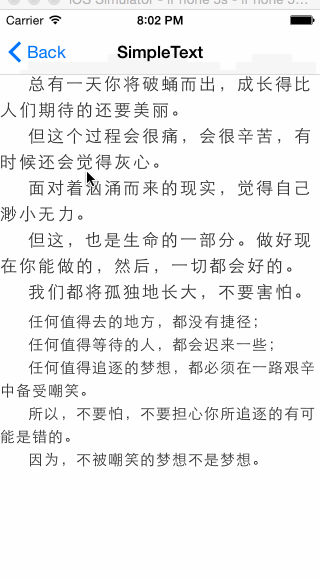 Carrier 8:02 PM
Back SimpleText
总有一天你将破蛹而出，成长得比
人们期待的还要美丽。
但这个过程会很痛，会很辛苦，有
时候还会觉得灰心。
面对着汹涌而来的现实，觉得自己
渺小无力。
但这，也是生命的一部分。做好现
在你能做的，然后，一切都会好的。
我们都将孤独地长大，不要害怕。
任何值得去的地方，都没有捷径；
任何值得等待的人，都会迟来一些；
任何值得追逐的梦想，都必须在一路艰辛
中备受嘲笑。
所以，不要怕，不要担心你所追逐的有可
能是错的。
因为，不被嘲笑的梦想不是梦想。